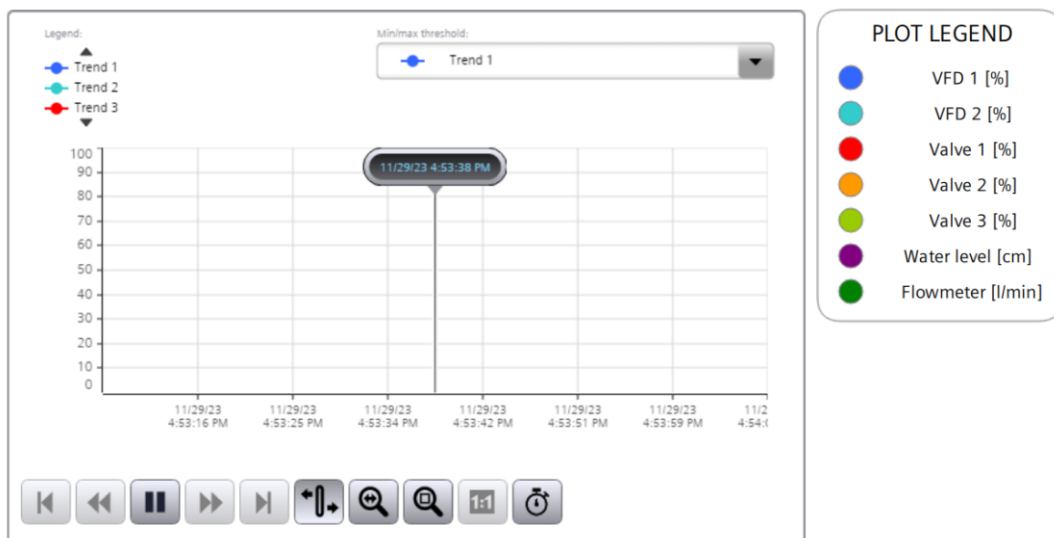 Legend:
Trend 1
Trend 2
Trend 3
Min/max threshold:
Trend 1
100
90
80
70
60
50
40
30
20
10
0
11/29/23 4:53:38 PM
11/29/23
4:53:16 PM
11/29/23
4:53:25 PM
11/29/23
4:53:34 PM
11/29/23
4:53:42 PM
11/29/23
4:53:51 PM
11/29/23
4:53:59 PM
1:1
PLOT LEGEND
VFD 1 [%]
VFD 2 [%]
Valve 1 [%]
Valve 2 [%]
Valve 3 [%]
Water level [cm]
Flowmeter [l/min]